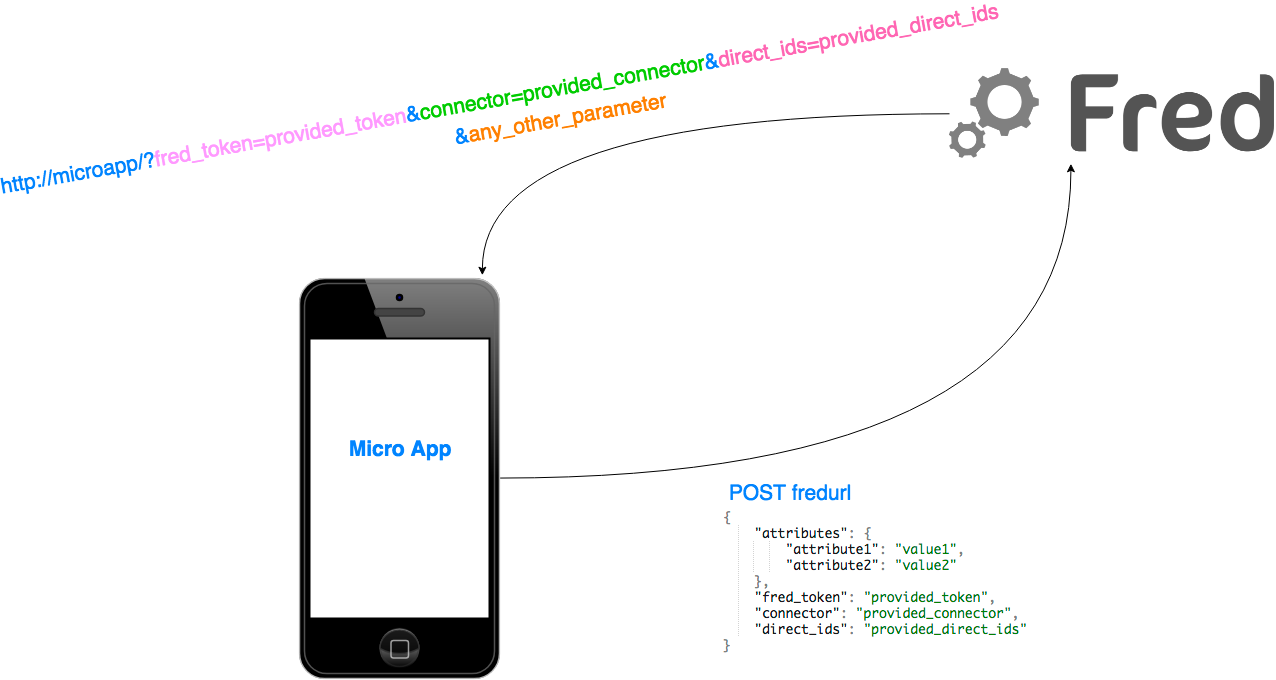 http://microapp/?fred_token=provided_token&connector=provided_connector&direct_ids=provided_direct_ids
&any_other_parameter
Fred
Micro App
POST fredurl
{
"attributes": {
"attribute1": "value1",
"attribute2": "value2"
},
"fred_token": "provided_token",
"connector": "provided_connector",
"direct_ids": "provided_direct_ids"
}